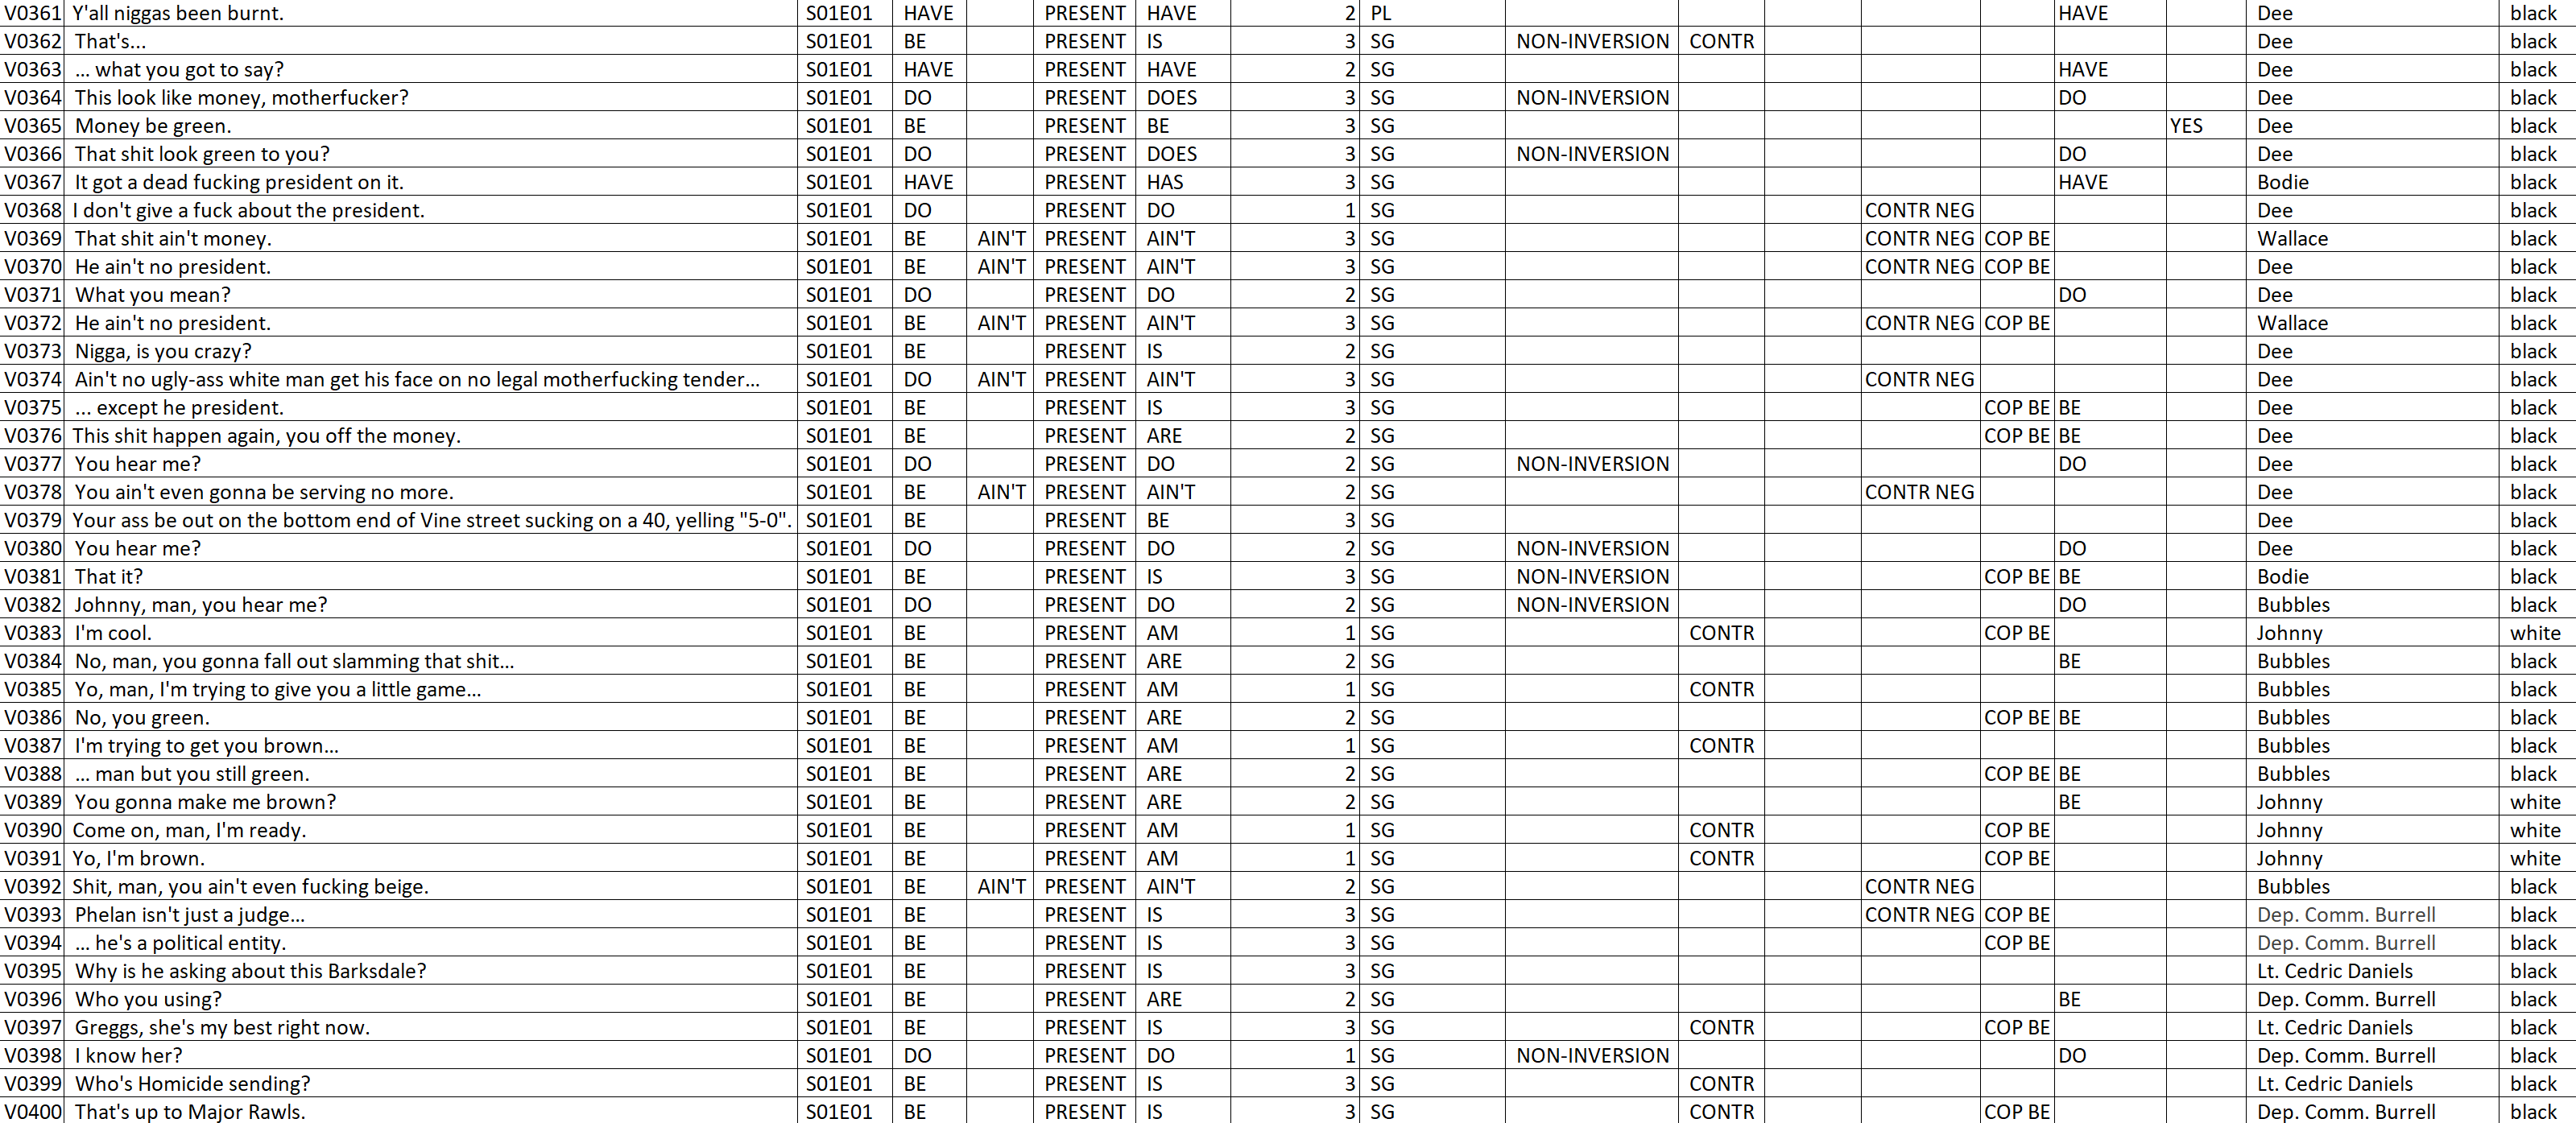 V0361 Y'all niggas been burnt. S01E01 HAVE PRESENT HAVE 2 PL HAVE Dee black
V0362 That's... S01E01 BE PRESENT IS 3 SG NON-INVERSION CONTR Dee black
V0363 ... what you got to say? S01E01 HAVE PRESENT HAVE 2 SG HAVE Dee black
V0364 This look like money, motherfucker? S01E01 DO PRESENT DOES 3 SG NON-INVERSION DO Dee black
V0365 Money be green. S01E01 BE PRESENT BE 3 SG YES Dee black
V0366 That shit look green to you? S01E01 DO PRESENT DOES 3 SG NON-INVERSION DO Dee black
V0367 It got a dead fucking president on it. S01E01 HAVE PRESENT HAS 3 SG HAVE Bodie black
V0368 I don't give a fuck about the president. S01E01 DO PRESENT DO 1 SG CONTR NEG Dee black
V0369 That shit ain't money. S01E01 BE AIN'T PRESENT AIN'T 3 SG CONTR NEG COP BE Wallace black
V0370 He ain't no president. S01E01 BE AIN'T PRESENT AIN'T 3 SG CONTR NEG COP BE Dee black
V0371 What you mean? S01E01 DO PRESENT DO 2 SG DO Dee black
V0372 He ain't no president. S01E01 BE AIN'T PRESENT AIN'T 3 SG CONTR NEG COP BE Wallace black
V0373 Nigga, is you crazy? S01E01 BE PRESENT IS 2 SG Dee black
V0374 Ain't no ugly-ass white man get his face on no legal motherfucking tender... S01E01 DO AIN'T PRESENT AIN'T 3 SG CONTR NEG Dee black
V0375 ... except he president. S01E01 BE PRESENT IS 3 SG COP BE BE Dee black
V0376 This shit happen again, you off the money. S01E01 BE PRESENT ARE 2 SG COP BE BE Dee black
V0377 You hear me? S01E01 DO PRESENT DO 2 SG NON-INVERSION DO Dee black
V0378 You ain't even gonna be serving no more. S01E01 BE AIN'T PRESENT AIN'T 2 SG CONTR NEG Dee black
V0379 Your ass be out on the bottom end of Vine street sucking on a 40, yelling "5-0". S01E01 BE PRESENT BE 3 SG Dee black
V0380 You hear me? S01E01 DO PRESENT DO 2 SG NON-INVERSION DO Dee black
V0381 That it? S01E01 BE PRESENT IS 3 SG NON-INVERSION COP BE BE Bodie black
V0382 Johnny, man, you hear me? S01E01 DO PRESENT DO 2 SG NON-INVERSION DO Bubbles black
V0383 I'm cool. S01E01 BE PRESENT AM 1 SG CONTR COP BE Johnny white
V0384 No, man, you gonna fall out slamming that shit... S01E01 BE PRESENT ARE 2 SG BE Bubbles black
V0385 Yo, man, I'm trying to give you a little game... S01E01 BE PRESENT AM 1 SG CONTR Bubbles black
V0386 No, you green. S01E01 BE PRESENT ARE 2 SG COP BE BE Bubbles black
V0387 I'm trying to get you brown... S01E01 BE PRESENT AM 1 SG CONTR Bubbles black
V0388 ... man but you still green. S01E01 BE PRESENT ARE 2 SG COP BE BE Bubbles black
V0389 You gonna make me brown? S01E01 BE PRESENT ARE 2 SG BE Johnny white
V0390 Come on, man, I'm ready. S01E01 BE PRESENT AM 1 SG CONTR COP BE Johnny white
V0391 Yo, I'm brown. S01E01 BE PRESENT AM 1 SG CONTR COP BE Johnny white
V0392 Shit, man, you ain't even fucking beige. S01E01 BE AIN'T PRESENT AIN'T 2 SG CONTR NEG Bubbles black
V0393 Phelan isn't just a judge... S01E01 BE PRESENT IS 3 SG CONTR NEG COP BE Dep. Comm. Burrell black
V0394 ... he's a political entity. S01E01 BE PRESENT IS 3 SG COP BE Dep. Comm. Burrell black
V0395 Why is he asking about this Barksdale? S01E01 BE PRESENT IS 3 SG Lt. Cedric Daniels black
V0396 Who you using? S01E01 BE PRESENT ARE 2 SG BE Dep. Comm. Burrell black
V0397 Greggs, she's my best right now. S01E01 BE PRESENT IS 3 SG CONTR COP BE Lt. Cedric Daniels black
V0398 I know her? S01E01 DO PRESENT DO 1 SG NON-INVERSION DO Dep. Comm. Burrell black
V0399 Who's Homicide sending? S01E01 BE PRESENT IS 3 SG CONTR Lt. Cedric Daniels black
V0400 That's up to Major Rawls. S01E01 BE PRESENT IS 3 SG CONTR COP BE Dep. Comm. Burrell black